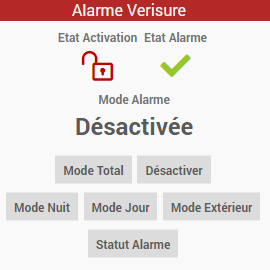 Alarme Verisure
Etat Activation Etat Alarme
Mode Alarme
Désactivée
Mode Total Désactiver
Mode Nuit Mode Jour Mode Extérieur
Statut Alarme